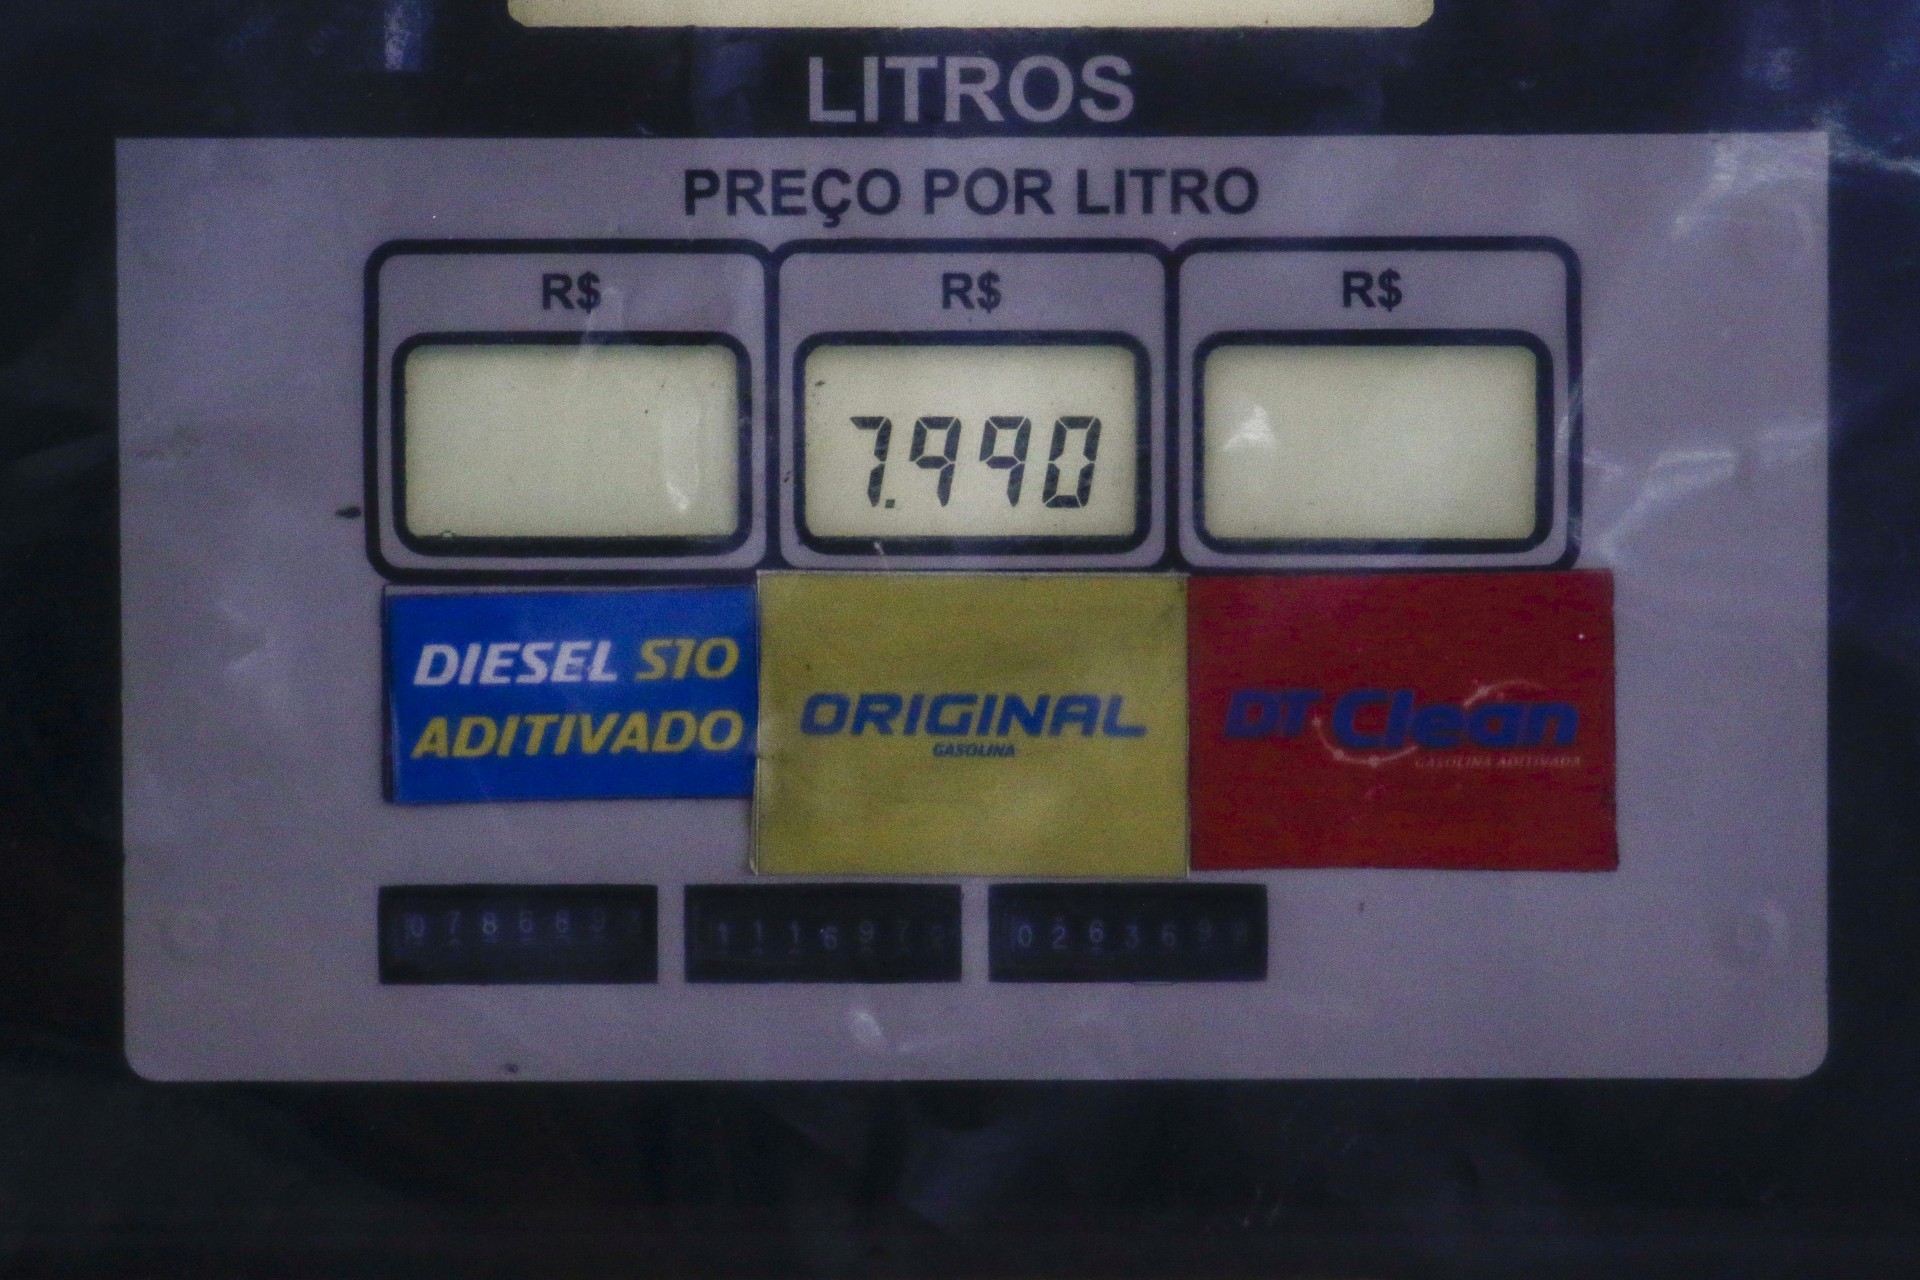 LITROS
PREÇO POR LITRO
R$ R$ R$
7.990
DIESEL S10
ADITIVADO
ORIGINAL
GASOLINA
DT Clean
GASOLINA ADITIVADA